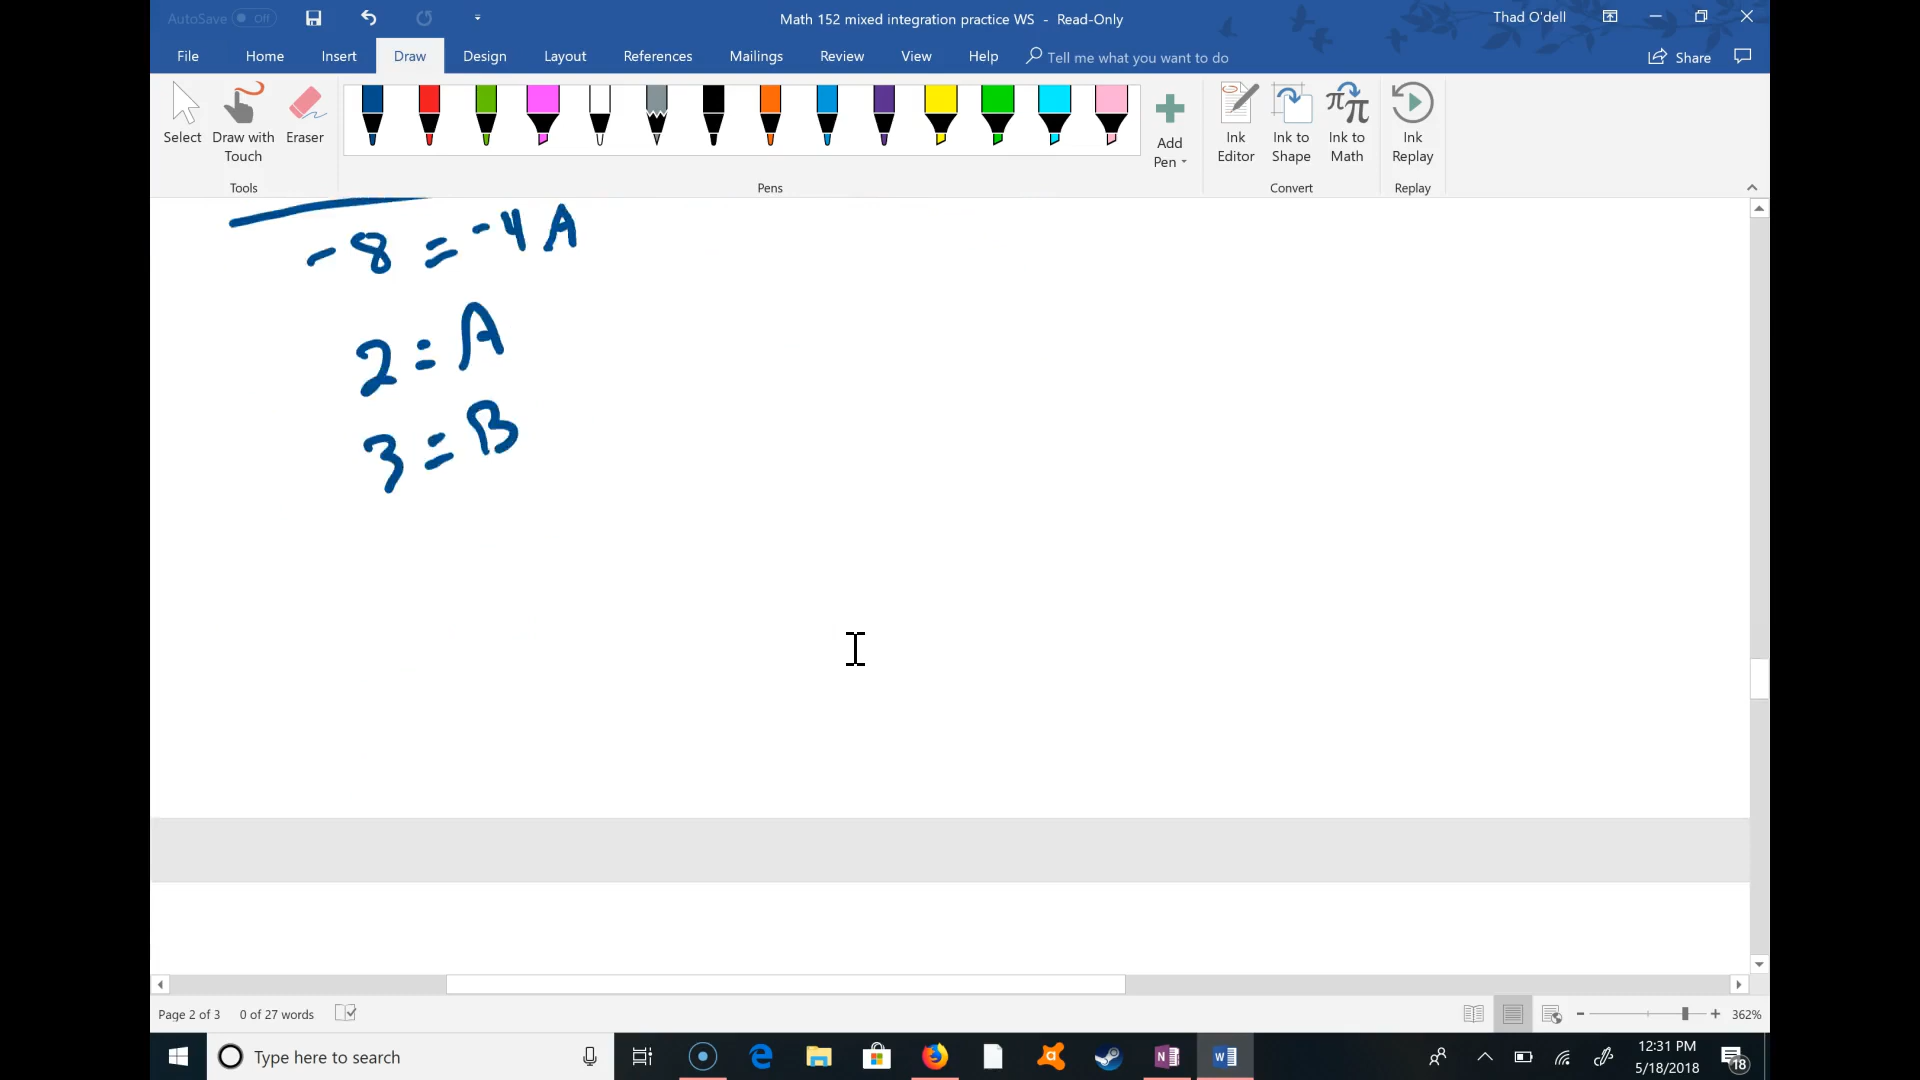 AutoSave Off
Math 152 mixed integration practice WS - Read-Only
Thad O'dell
File Home Insert Draw Design Layout References Mailings Review View Help Tell me what you want to do Share
Select
Draw with Touch
Eraser
Tools
Pens
Add Pen
Ink Editor
Ink to Shape
Ink to Math
Convert
Ink Replay
Replay
-8 = -4A
2 = A
3 = B
Page 2 of 3 0 of 27 words
362%
Type here to search
12:31 PM
5/18/2018
18